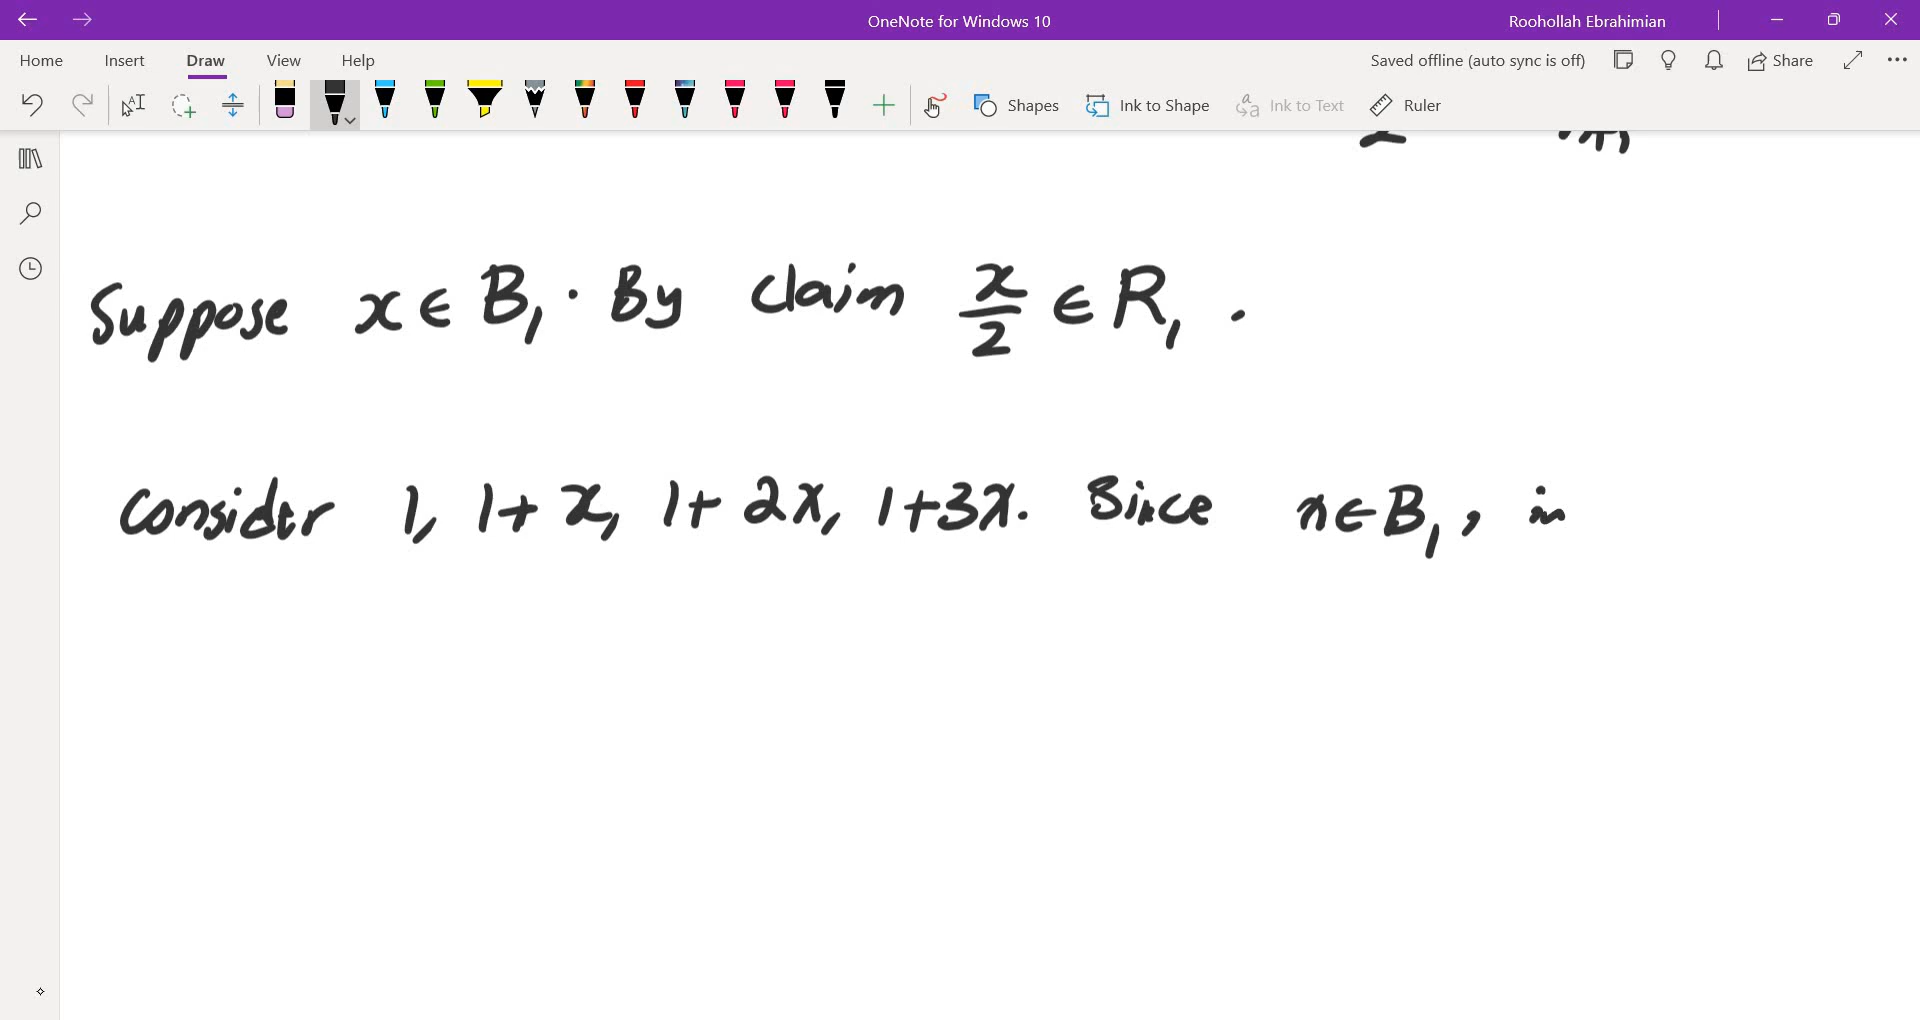 OneNote for Windows 10
Roohollah Ebrahimian
Home Insert Draw View Help
Saved offline (auto sync is off) Share
Shapes Ink to Shape Ink to Text Ruler
Suppose x ∈ B₁. By claim x/2 ∈ R₁.
Consider 1, 1+x, 1+2x, 1+3x. Since x∈B₁, in